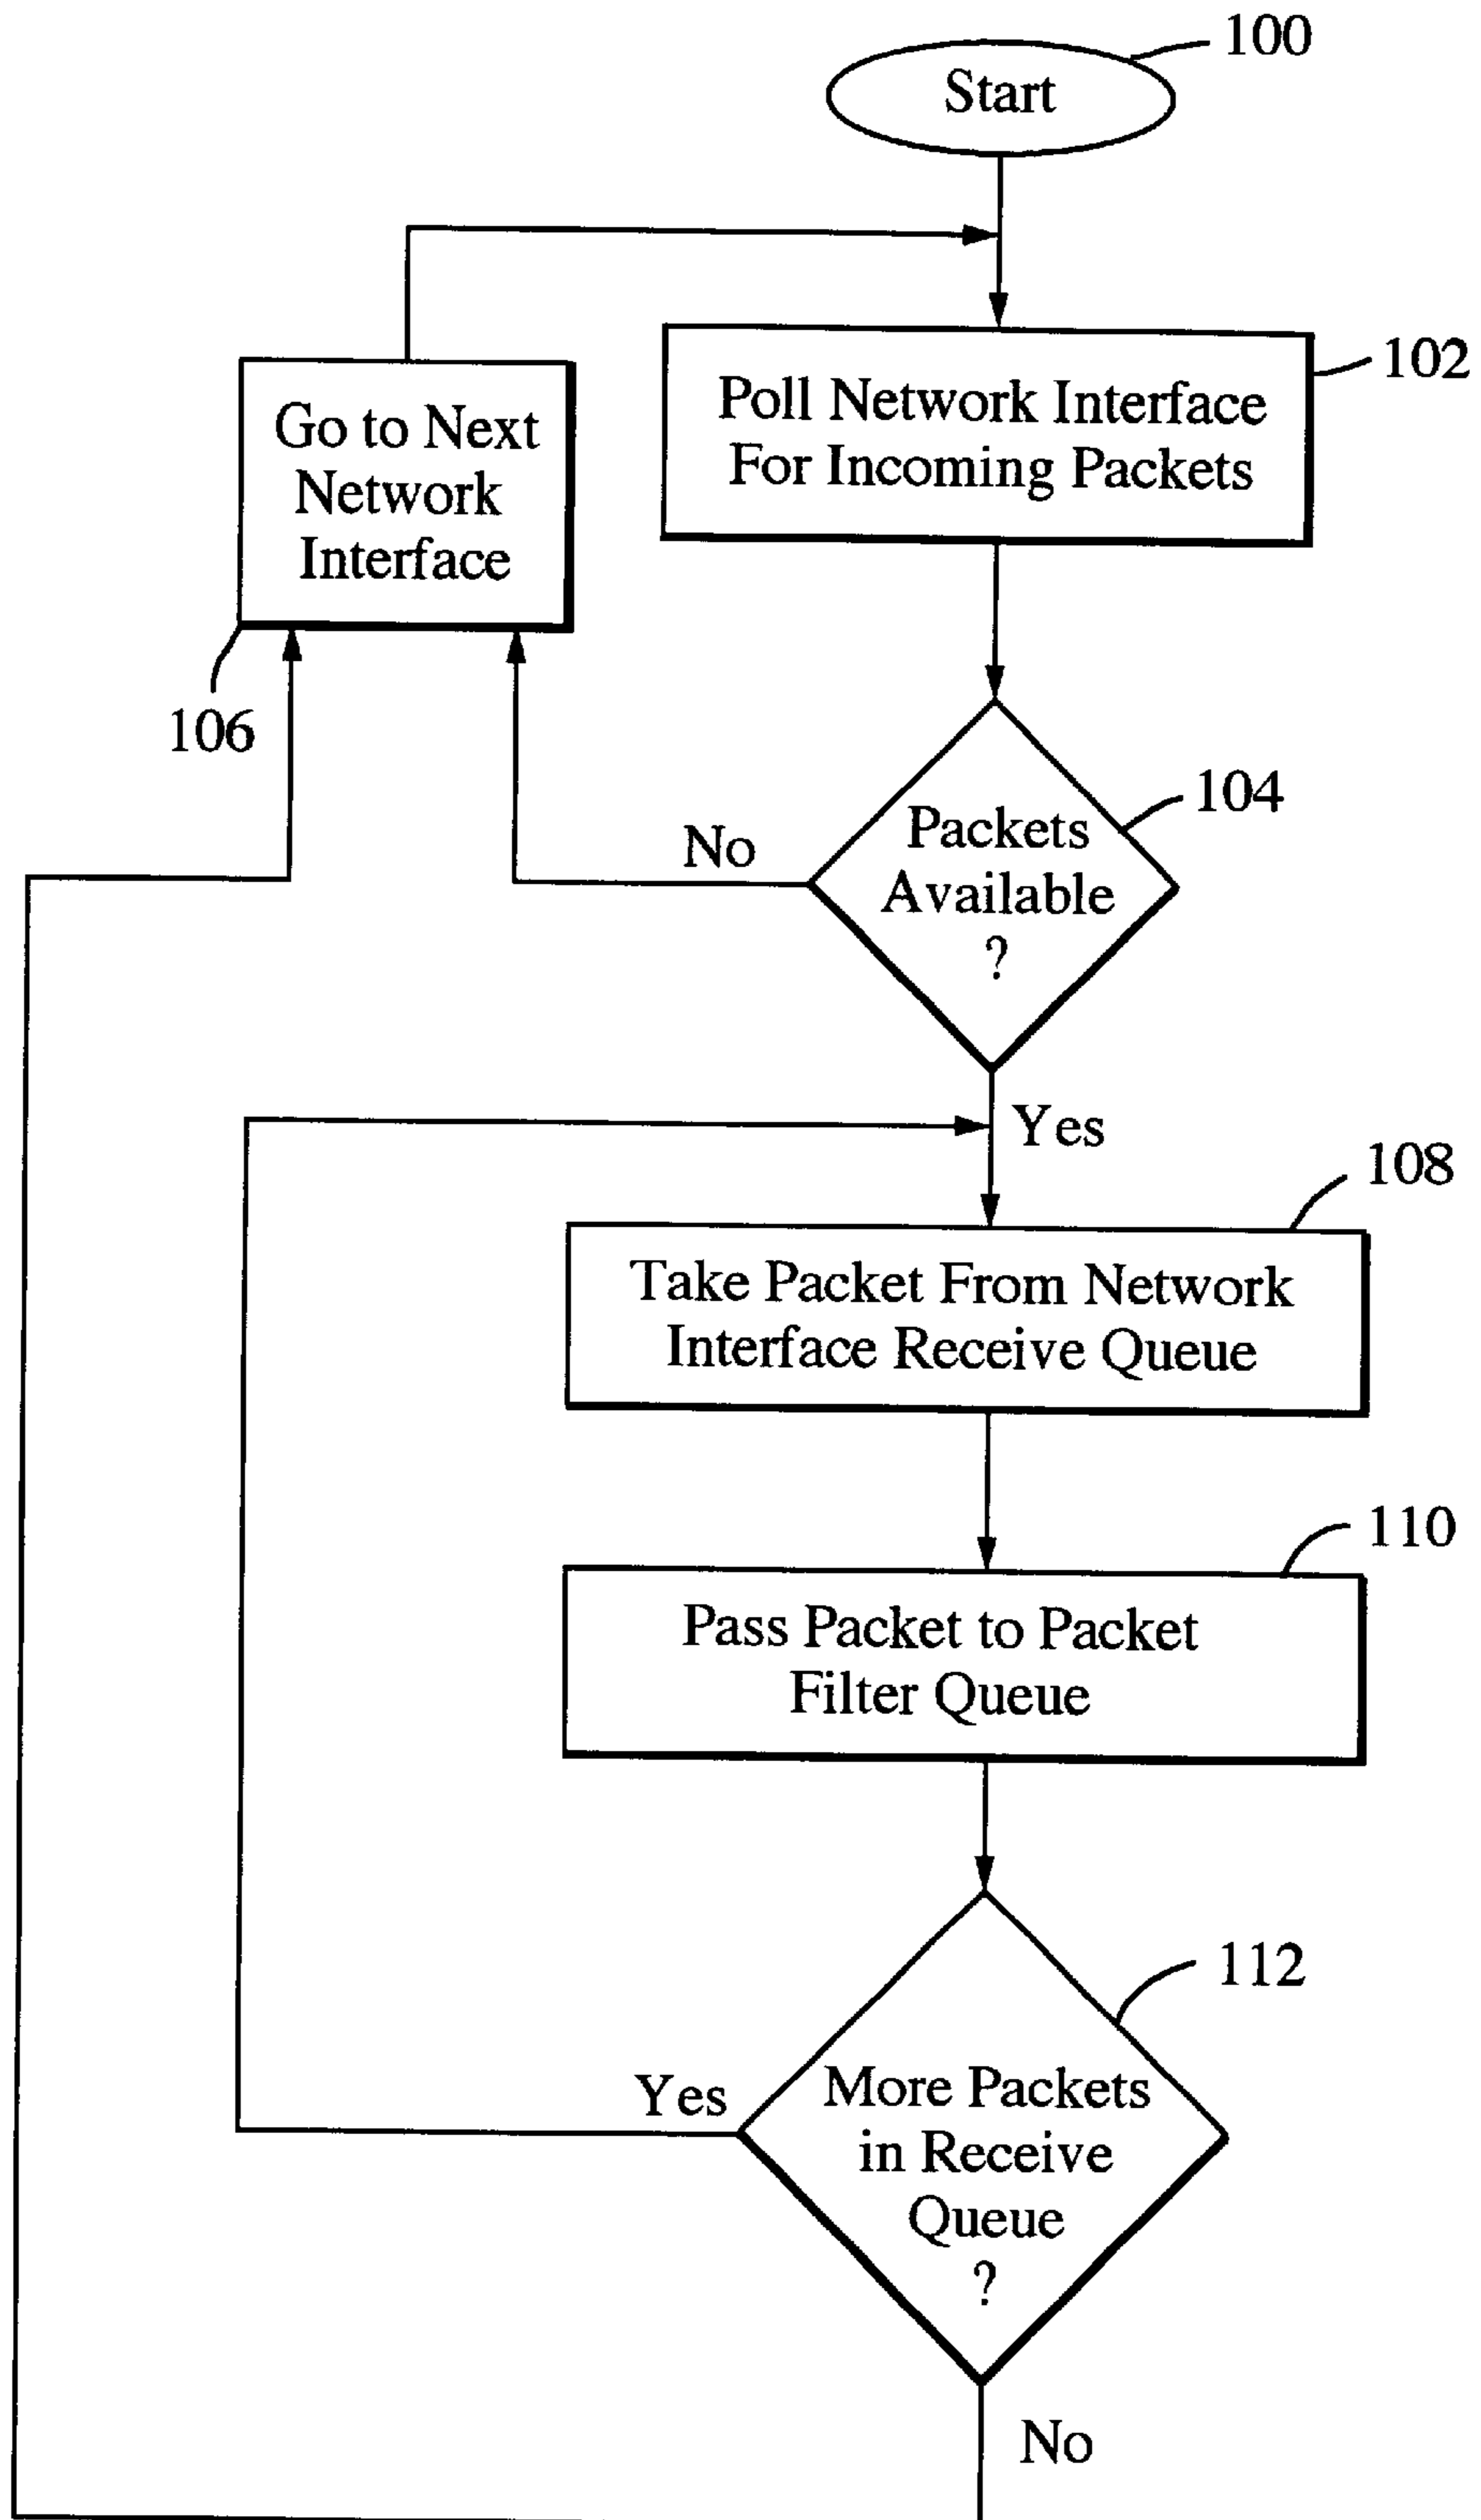 100
Start
102
Poll Network Interface
For Incoming Packets
Go to Next
Network
Interface
106
104
Packets
Available
?
No
Yes
108
Take Packet From Network
Interface Receive Queue
110
Pass Packet to Packet
Filter Queue
112
More Packets
in Receive
Queue
?
Yes
No